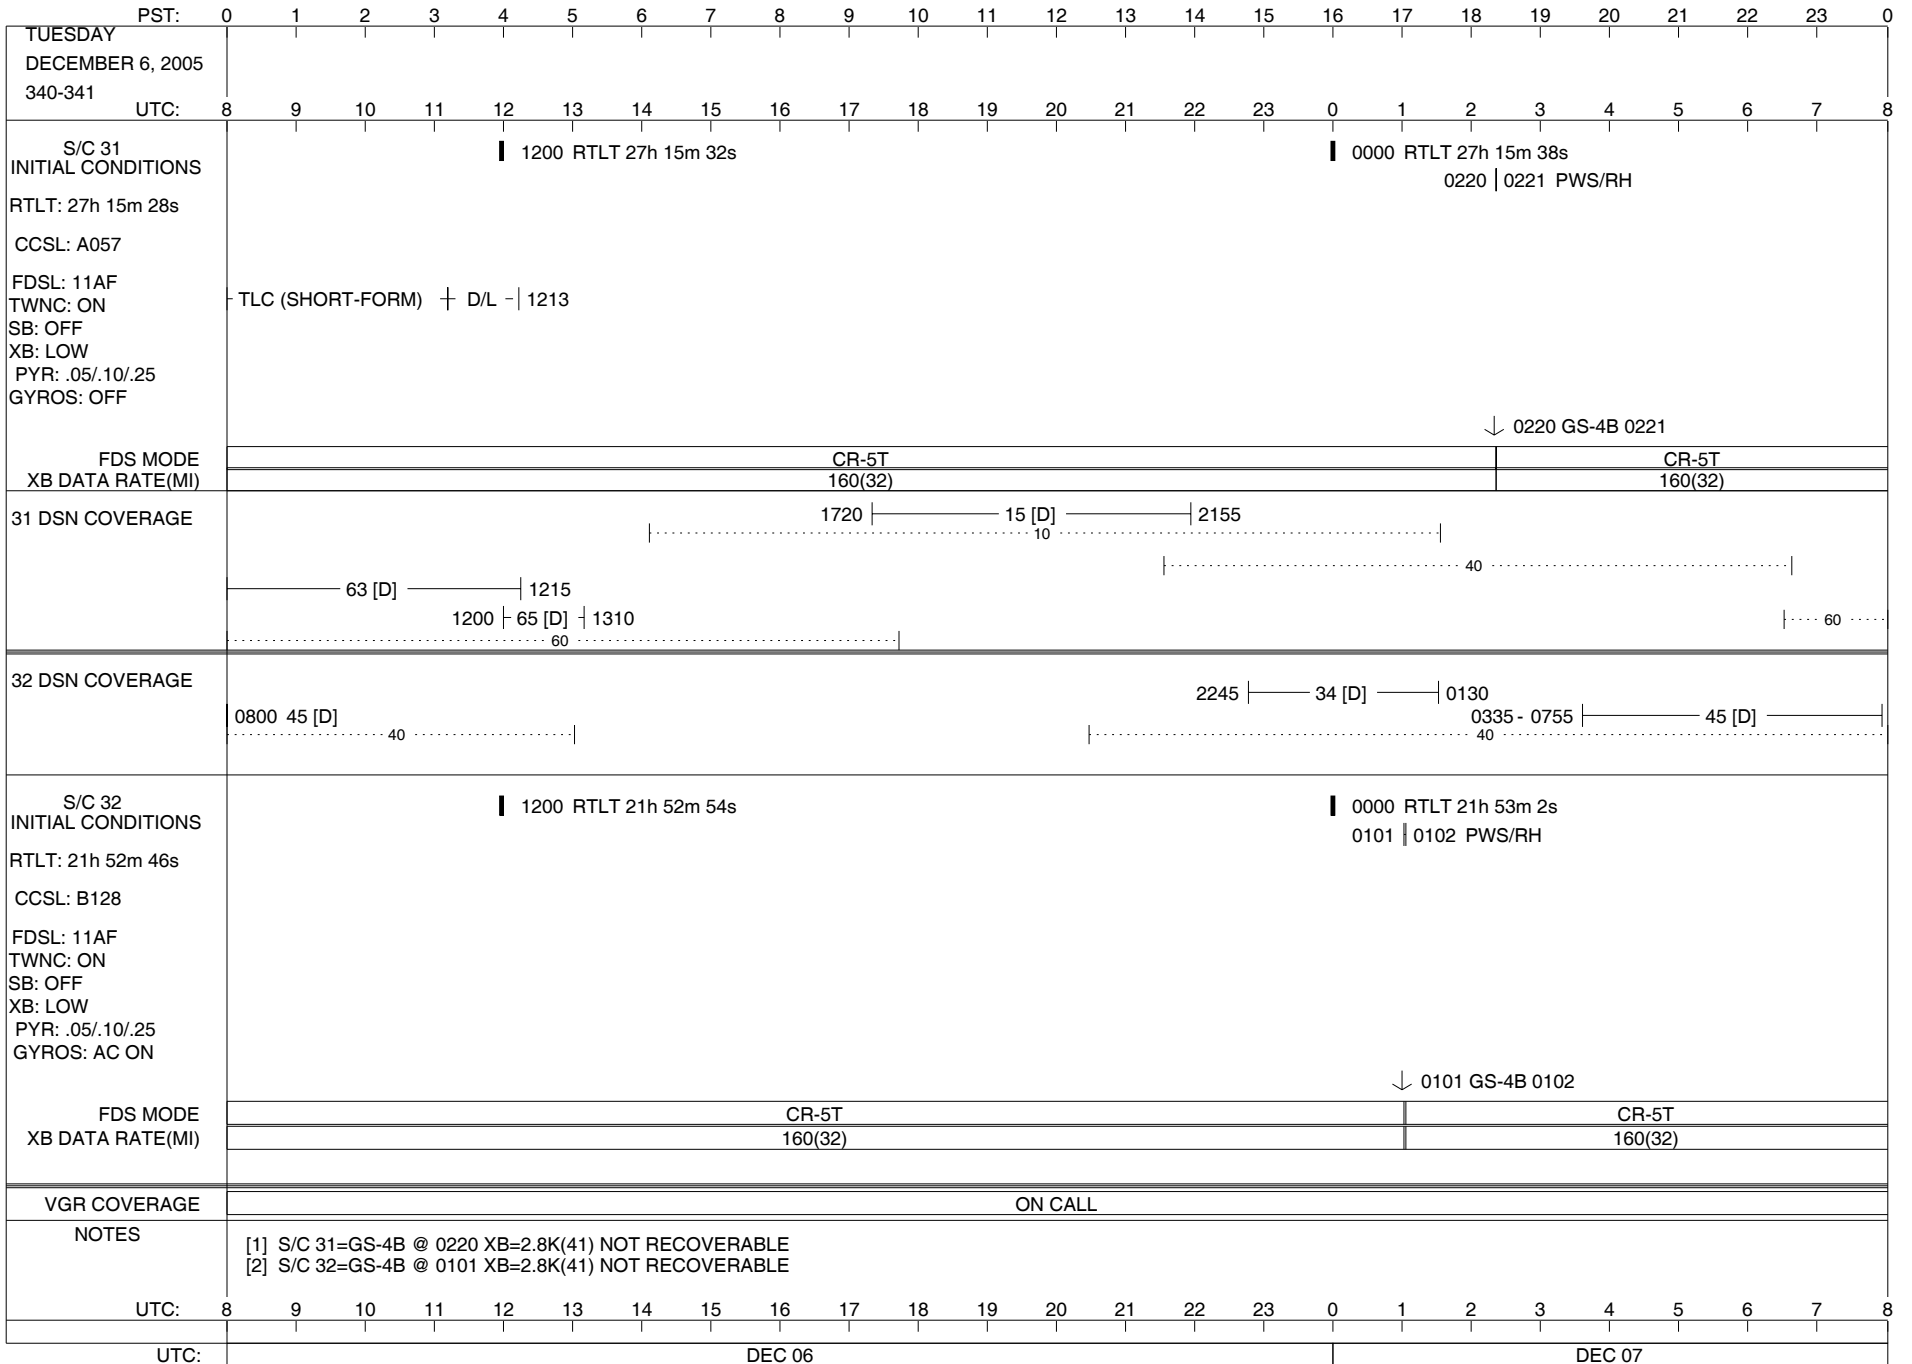 PST: 0 1 2 3 4 5 6 7 8 9 10 11 12 13 14 15 16 17 18 19 20 21 22 23 0
TUESDAY
DECEMBER 6, 2005
340-341
UTC: 8 9 10 11 12 13 14 15 16 17 18 19 20 21 22 23 0 1 2 3 4 5 6 7 8
S/C 31
INITIAL CONDITIONS
1200 RTLT 27h 15m 32s
0000 RTLT 27h 15m 38s
0220 0221 PWS/RH
RTLT: 27h 15m 28s
CCSL: A057
FDSL: 11AF
TWNC: ON
SB: OFF
XB: LOW
PYR: .05/.10/.25
GYROS: OFF
TLC (SHORT-FORM) D/L 1213
0220 GS-4B 0221
FDS MODE CR-5T CR-5T
XB DATA RATE(MI) 160(32) 160(32)
31 DSN COVERAGE
1720 15 [D] 2155
10
40
63 [D] 1215
1200 65 [D] 1310
60
60
32 DSN COVERAGE
2245 34 [D] 0130
0800 45 [D]
0335 - 0755 45 [D]
40
40
S/C 32
INITIAL CONDITIONS
1200 RTLT 21h 52m 54s
0000 RTLT 21h 53m 2s
0101 0102 PWS/RH
RTLT: 21h 52m 46s
CCSL: B128
FDSL: 11AF
TWNC: ON
SB: OFF
XB: LOW
PYR: .05/.10/.25
GYROS: AC ON
0101 GS-4B 0102
FDS MODE CR-5T CR-5T
XB DATA RATE(MI) 160(32) 160(32)
VGR COVERAGE ON CALL
NOTES
[1] S/C 31=GS-4B @ 0220 XB=2.8K(41) NOT RECOVERABLE
[2] S/C 32=GS-4B @ 0101 XB=2.8K(41) NOT RECOVERABLE
UTC: 8 9 10 11 12 13 14 15 16 17 18 19 20 21 22 23 0 1 2 3 4 5 6 7 8
UTC: DEC 06 DEC 07